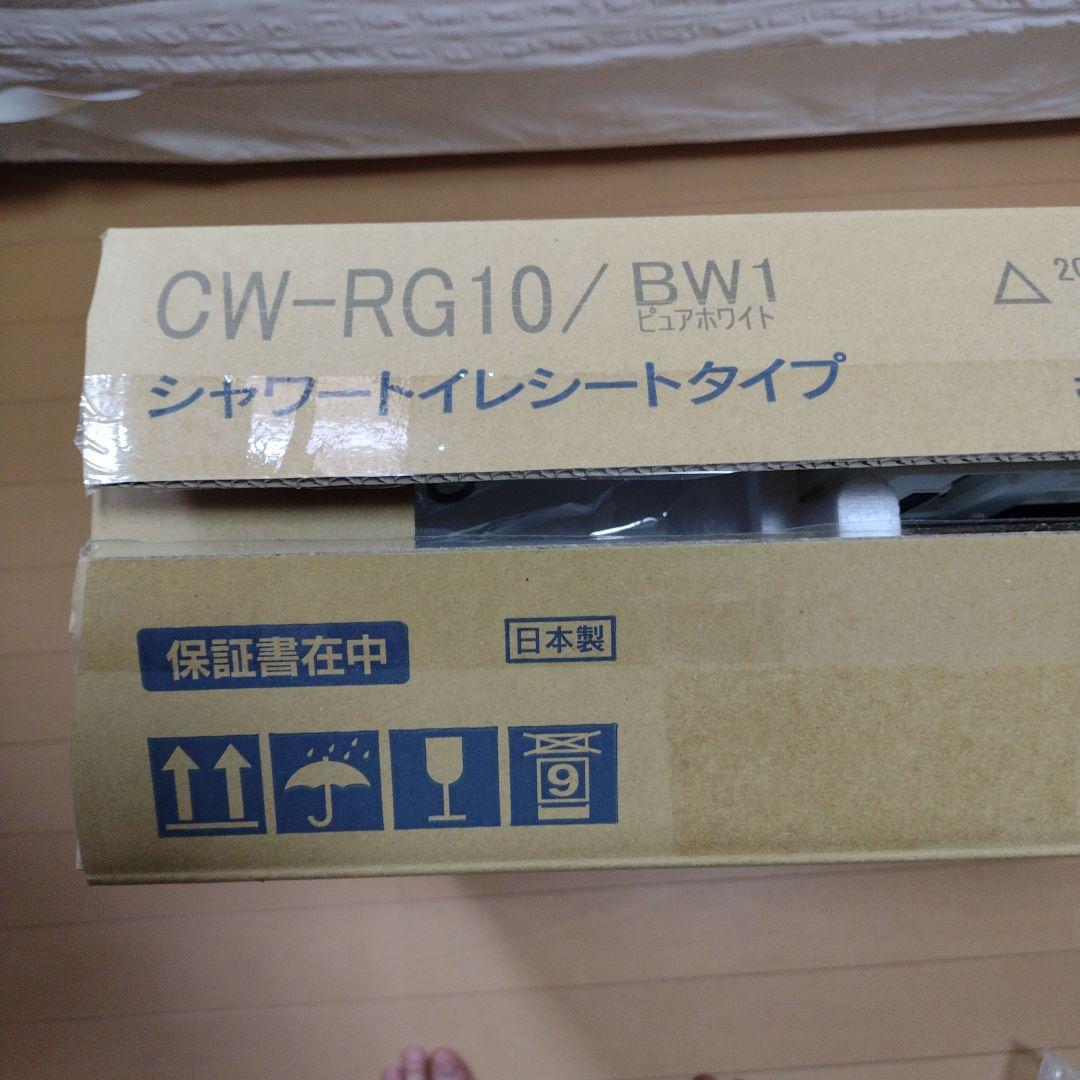 CW-RG10/BW1
ピュアホワイト
△20
シャワートイレシートタイプ
保証書在中
日本製
9